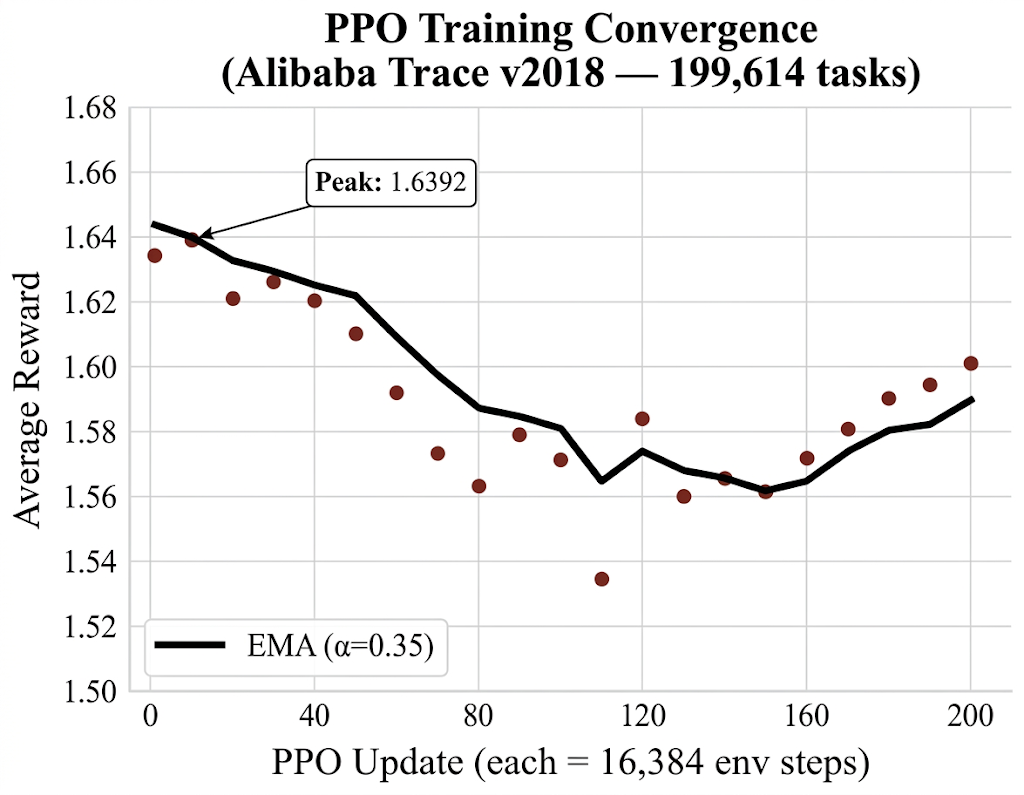 PPO Training Convergence
(Alibaba Trace v2018 — 199,614 tasks)
1.68
1.66
Peak: 1.6392
1.64
1.62
1.60
1.58
1.56
1.54
1.52
1.50
Average Reward
EMA (α=0.35)
0 40 80 120 160 200
PPO Update (each = 16,384 env steps)